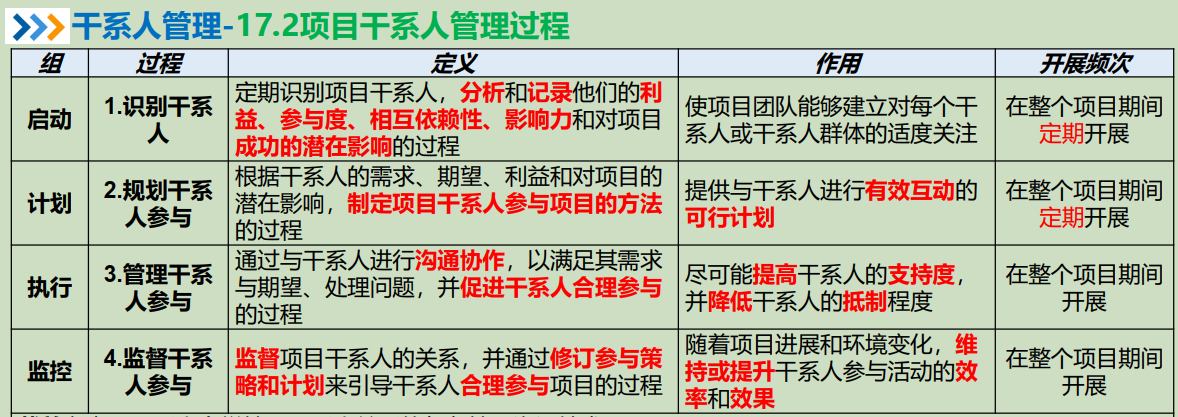 干系人管理-17.2项目干系人管理过程
组 过程 定义 作用 开展频次
启动
1.识别干系
人
定期识别项目干系人，分析和记录他们的利
益、参与度、相互依赖性、影响力和对项目
成功的潜在影响的过程
使项目团队能够建立对每个干
系人或干系人群体的适度关注
在整个项目期间
定期开展
计划
2.规划干系
人参与
根据干系人的需求、期望、利益和对项目的
潜在影响，制定项目干系人参与项目的方法
的过程
提供与干系人进行有效互动的
可行计划
在整个项目期间
定期开展
执行
3.管理干系
人参与
通过与干系人进行沟通协作，以满足其需求
与期望、处理问题，并促进干系人合理参与
的过程
尽可能提高干系人的支持度，
并降低干系人的抵制程度
在整个项目期间
开展
监控
4.监督干系
人参与
监督项目干系人的关系，并通过修订参与策
略和计划来引导干系人合理参与项目的过程
随着项目进展和环境变化，维
持或提升干系人参与活动的效
率和效果
在整个项目期间
开展